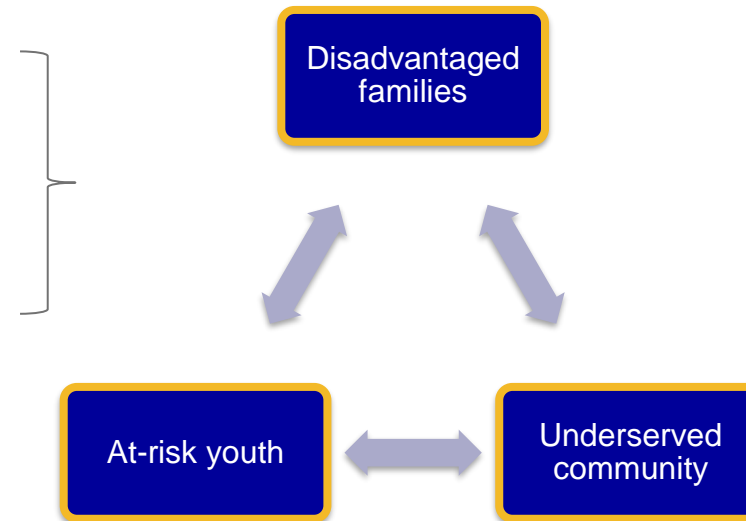 Disadvantaged
families
At-risk youth
Underserved
community